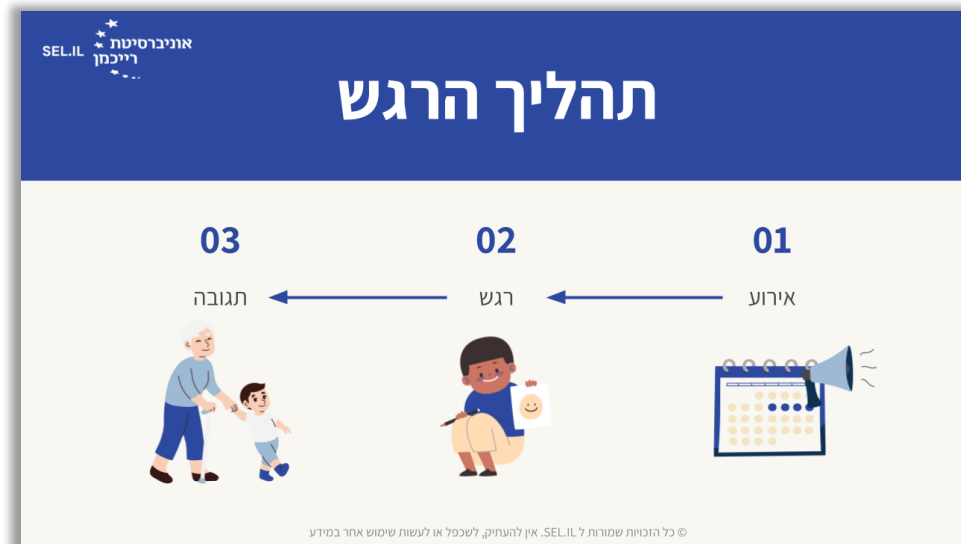 SEL.IL
אוניברסיטת
רייכמן
תהליך הרגש
01
02
03
אירוע
רגש
תגובה
© כל הזכויות שמורות ל SEL.IL. אין להעתיק, לשכפל או לעשות שימוש אחר במידע